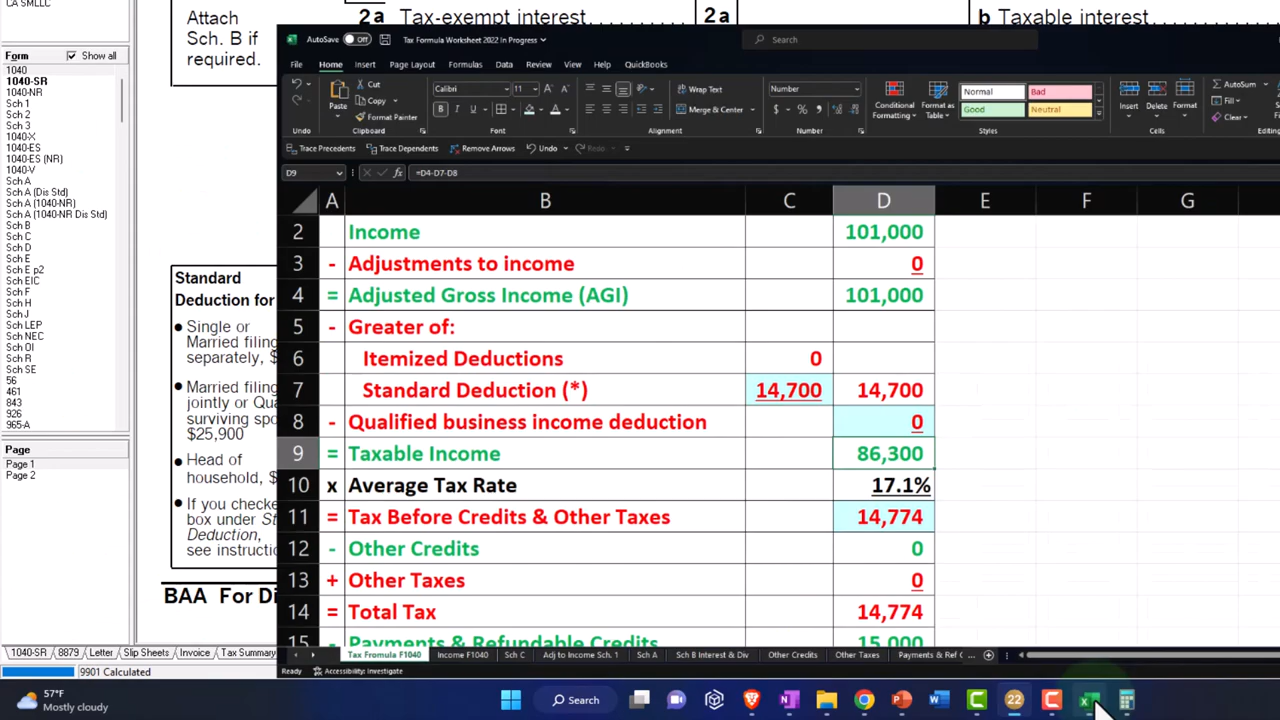 CA SMLLC
Form
Show all
1040
1040-SR
1040-NR
Sch 1
Sch 2
Sch 3
1040-X
1040-ES
1040-ES (NR)
1040-V
Sch A
Sch A (Dis Std)
Sch A (1040-NR)
Sch A (1040-NR Dis Std)
Sch B
Sch C
Sch D
Sch E
Sch E p2
Sch EIC
Sch F
Sch H
Sch J
Sch LEP
Sch NEC
Sch OI
Sch R
Sch SE
56
461
843
926
965-A
Page
Page 1
Page 2
1040-SR 8879 Letter Slip Sheets Invoice Tax Summary
9901 Calculated
Attach
Sch. B if
required.
2a Tax-exempt interest 2a b Taxable interest
Standard
Deduction for
• Single or
Married filing
separately, $
• Married filing
jointly or Qua
surviving spo
$25,900
• Head of
household, $
• If you checke
box under St
Deduction,
see instructio
BAA For Di
AutoSave Off Tax Formula Worksheet 2022 In Progress Search
File Home Insert Page Layout Formulas Data Review View Help QuickBooks
Undo
Paste
Cut
Copy
Format Painter
Clipboard
Calibri 11
Font
Wrap Text
Merge & Center
Alignment
Number
$ % ,
Number
Conditional Formatting
Format as Table
Normal Bad
Good Neutral
Styles
Insert Delete Format
Cells
AutoSum
Fill
Clear
Trace Precedents Trace Dependents Remove Arrows Undo Redo
D9 fx =D4-D7-D8
A B C D E F G
2 Income 101,000
3 - Adjustments to income 0
4 = Adjusted Gross Income (AGI) 101,000
5 - Greater of:
6 Itemized Deductions 0
7 Standard Deduction (*) 14,700 14,700
8 - Qualified business income deduction 0
9 = Taxable Income 86,300
10 x Average Tax Rate 17.1%
11 = Tax Before Credits & Other Taxes 14,774
12 - Other Credits 0
13 + Other Taxes 0
14 = Total Tax 14,774
15 - Payments & Refundable Credits 15,000
Tax Fromula F1040 Income F1040 Sch C Adj to Income Sch. 1 Sch A Sch B Interest & Div Other Credits Other Taxes Payments & Ref C ...
Ready Accessibility: Investigate
57°F
Mostly cloudy
Search
22